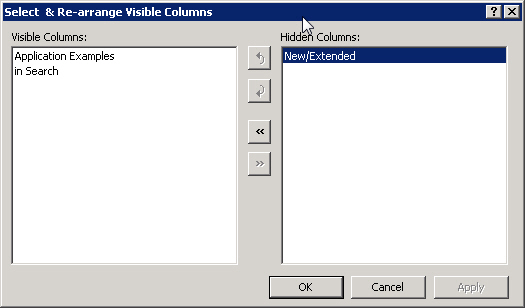 Select & Re-arrange Visible Columns
Visible Columns:
Hidden Columns:
Application Examples
in Search
New/Extended
OK
Cancel
Apply